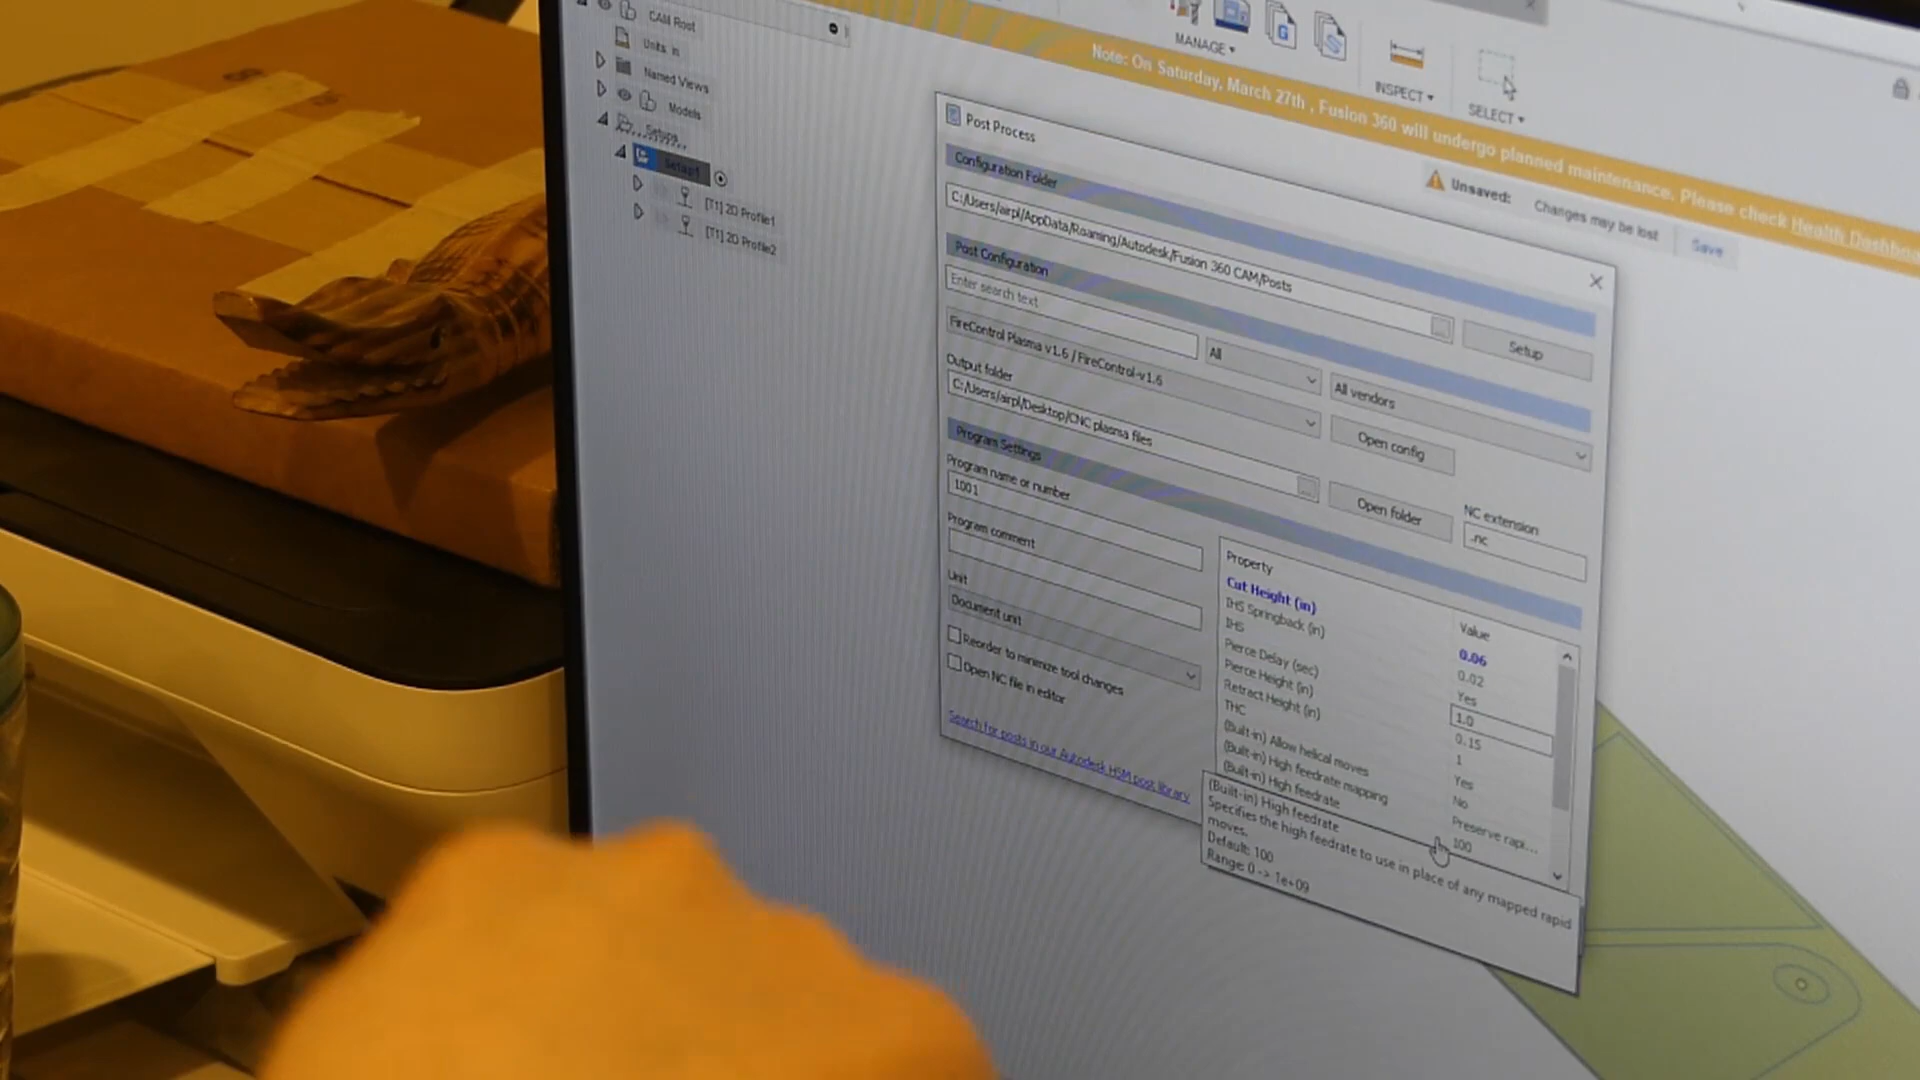 CAM Root
Units: in
Named Views
Models
Setups
Setup1
[T1] 2D Profile1
[T1] 2D Profile2
MANAGE
INSPECT
SELECT
Note: On Saturday, March 27th , Fusion 360 will undergo planned maintenance. Please check Health Dashbo
Unsaved: Changes may be lost Save
Post Process
Configuration Folder
C:/Users/airpl/AppData/Roaming/Autodesk/Fusion 360 CAM/Posts
...
Setup
Post Configuration
Enter search text
All
All vendors
FireControl Plasma v1.6 / FireControl-v1.6
Open config
Output folder
C:/Users/airpl/Desktop/CNC plasma files
...
Open folder
NC extension
.nc
Program Settings
Program name or number
1001
Program comment
Unit
Document unit
Reorder to minimize tool changes
Open NC file in editor
Search for posts in our Autodesk HSM post library
Property Value
Cut Height (in) 0.06
IHS Springback (in) 0.02
IHS Yes
Pierce Delay (sec) 1.0
Pierce Height (in) 0.15
Retract Height (in) 1
THC Yes
(Built-in) Allow helical moves No
(Built-in) High feedrate mapping Preserve rapi...
(Built-in) High feedrate 100
(Built-in) High feedrate
Specifies the high feedrate to use in place of any mapped rapid
moves.
Default: 100
Range: 0 -> 1e+09